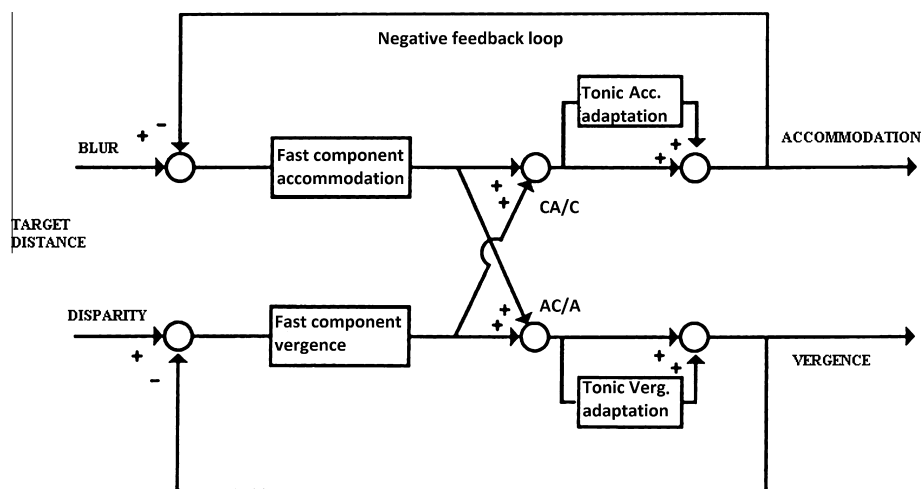 Negative feedback loop
Tonic Acc.
adaptation
ACCOMMODATION
+ −
BLUR
Fast component
accommodation
+ +
+ +
CA/C
TARGET
DISTANCE
AC/A
DISPARITY
Fast component
vergence
+ +
+ −
+ +
VERGENCE
Tonic Verg.
adaptation